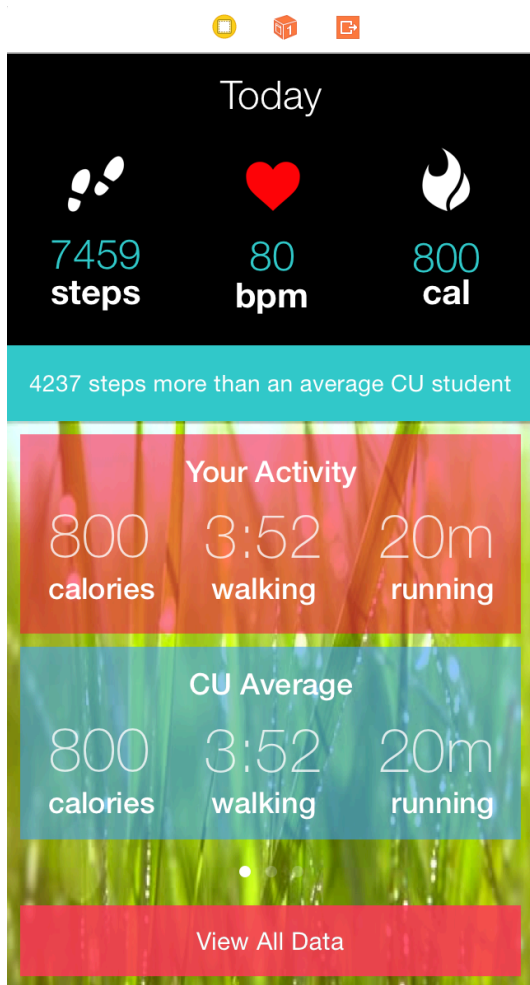 Today
7459 80 800
steps bpm cal
4237 steps more than an average CU student
Your Activity
800 3:52 20m
calories walking running
CU Average
800 3:52 20m
calories walking running
View All Data